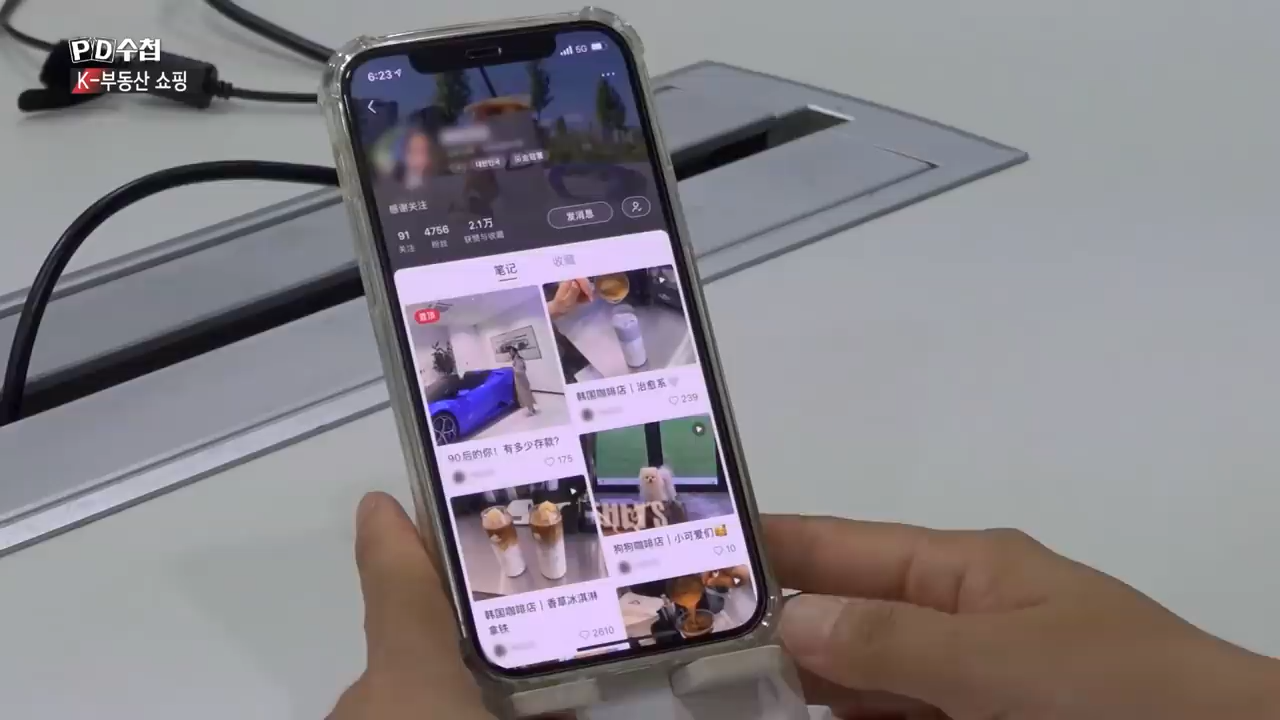 PD수첩
K-부동산 쇼핑
6:23
5G
대한민국
感谢关注
91 4756 2.1万
关注 粉丝 获赞与收藏
发消息
笔记 收藏
置顶
90后的你！有多少存款?
175
韩国咖啡店｜治愈系
239
狗狗咖啡店｜小可爱们🥰
10
韩国咖啡店｜香草冰淇淋
拿铁
2610